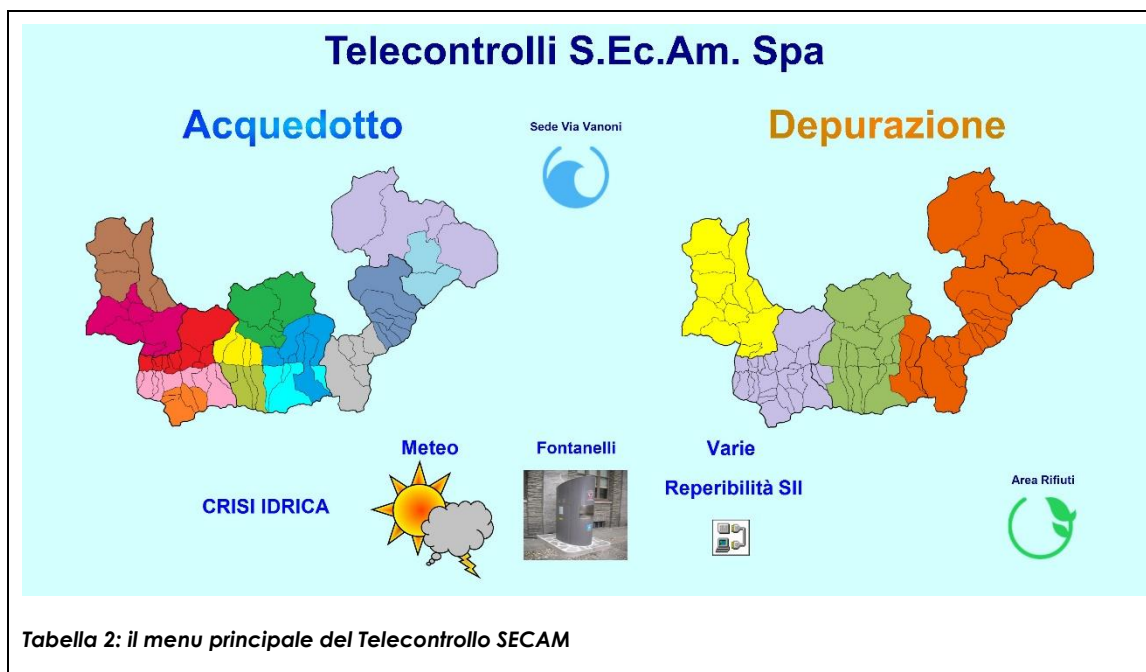 Telecontrolli S.Ec.Am. Spa
Acquedotto
Sede Via Vanoni
Depurazione
Meteo
Fontanelli
Varie
CRISI IDRICA
Reperibilità SII
Area Rifiuti
Tabella 2: il menu principale del Telecontrollo SECAM